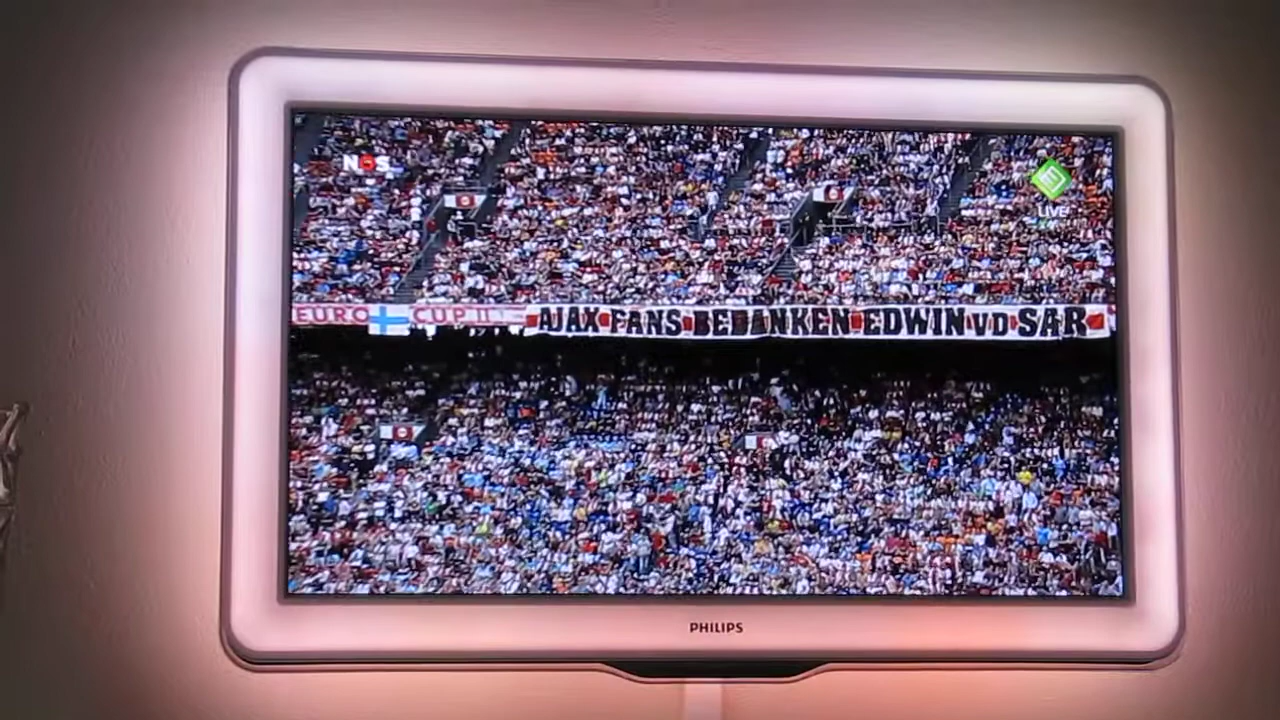 NOS
LIVE
EURO CUP II
AJAX FANS BEDANKEN EDWIN VD SAR
PHILIPS